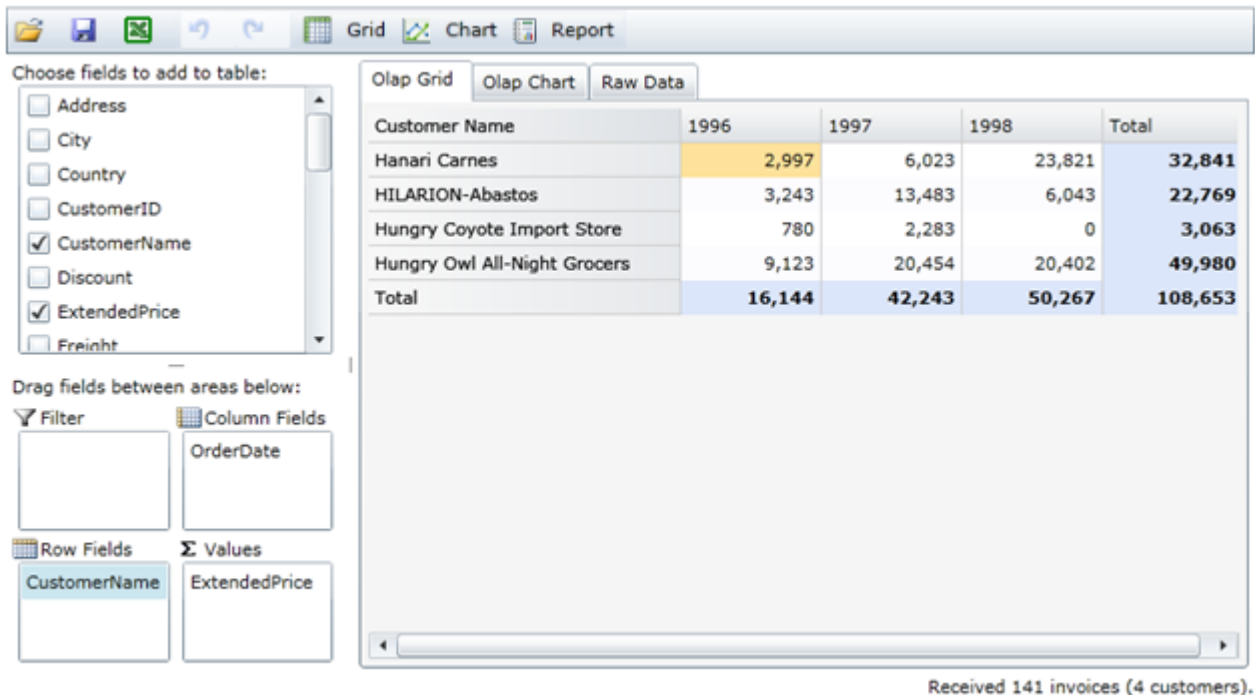 Grid Chart Report
Choose fields to add to table:
Address
City
Country
CustomerID
CustomerName
Discount
ExtendedPrice
Freight
Drag fields between areas below:
Filter Column Fields
OrderDate
Row Fields Σ Values
CustomerName ExtendedPrice
Olap Grid Olap Chart Raw Data
Customer Name 1996 1997 1998 Total
Hanari Carnes 2,997 6,023 23,821 32,841
HILARION-Abastos 3,243 13,483 6,043 22,769
Hungry Coyote Import Store 780 2,283 0 3,063
Hungry Owl All-Night Grocers 9,123 20,454 20,402 49,980
Total 16,144 42,243 50,267 108,653
Received 141 invoices (4 customers).